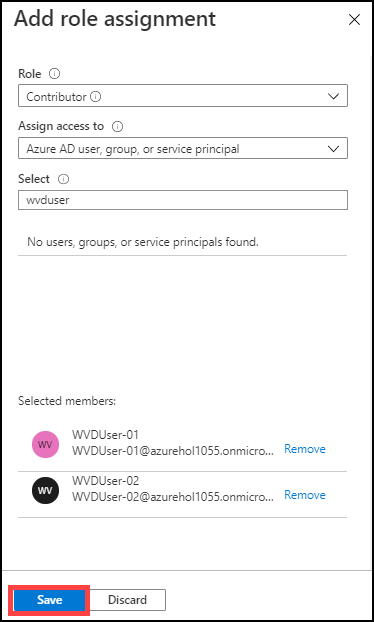 Add role assignment
Role
Contributor
Assign access to
Azure AD user, group, or service principal
Select
wvduser
No users, groups, or service principals found.
Selected members:
WV
WVDUser-01
WVDUser-01@azurehol1055.onmicro...
Remove
WV
WVDUser-02
WVDUser-02@azurehol1055.onmicro...
Remove
Save
Discard